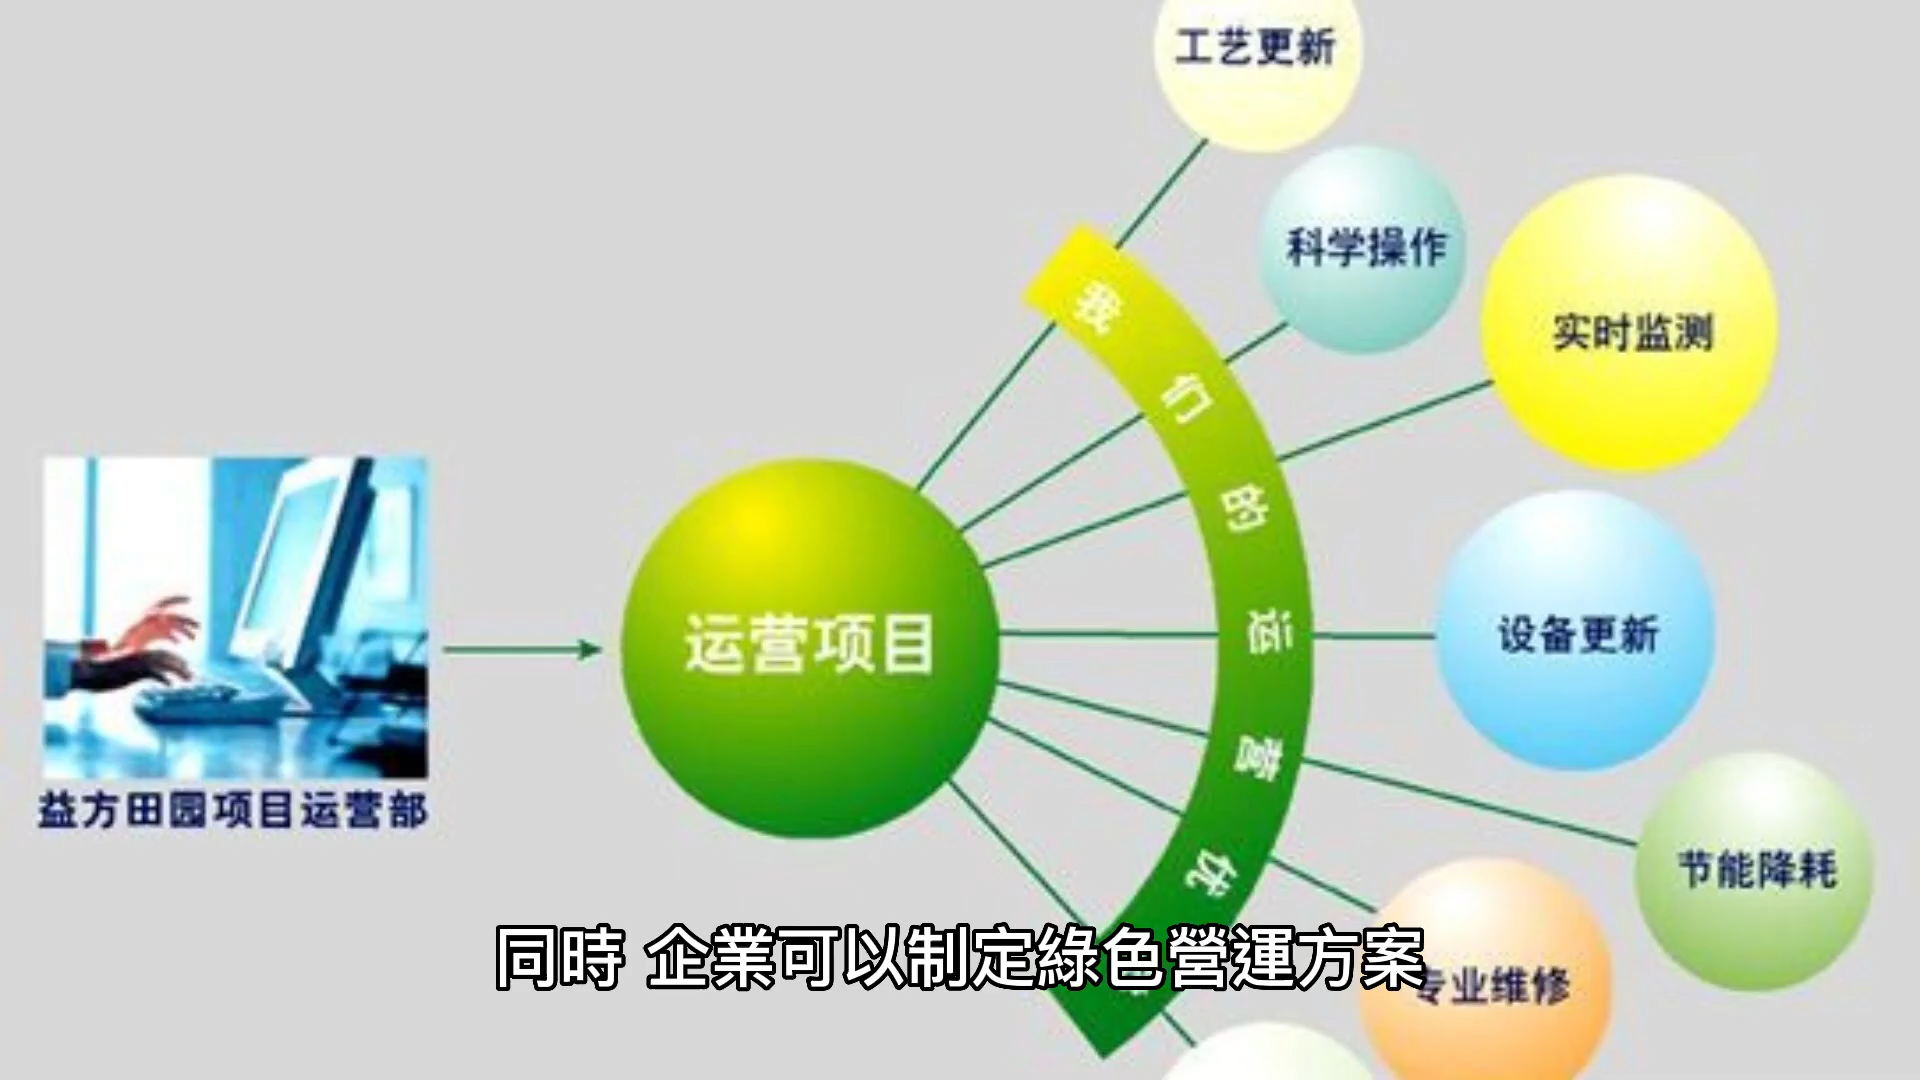 工艺更新
科学操作
实时监测
我们的运营优
设备更新
运营项目
益方田园项目运营部
节能降耗
专业维修
同時 企業可以制定綠色營運方案